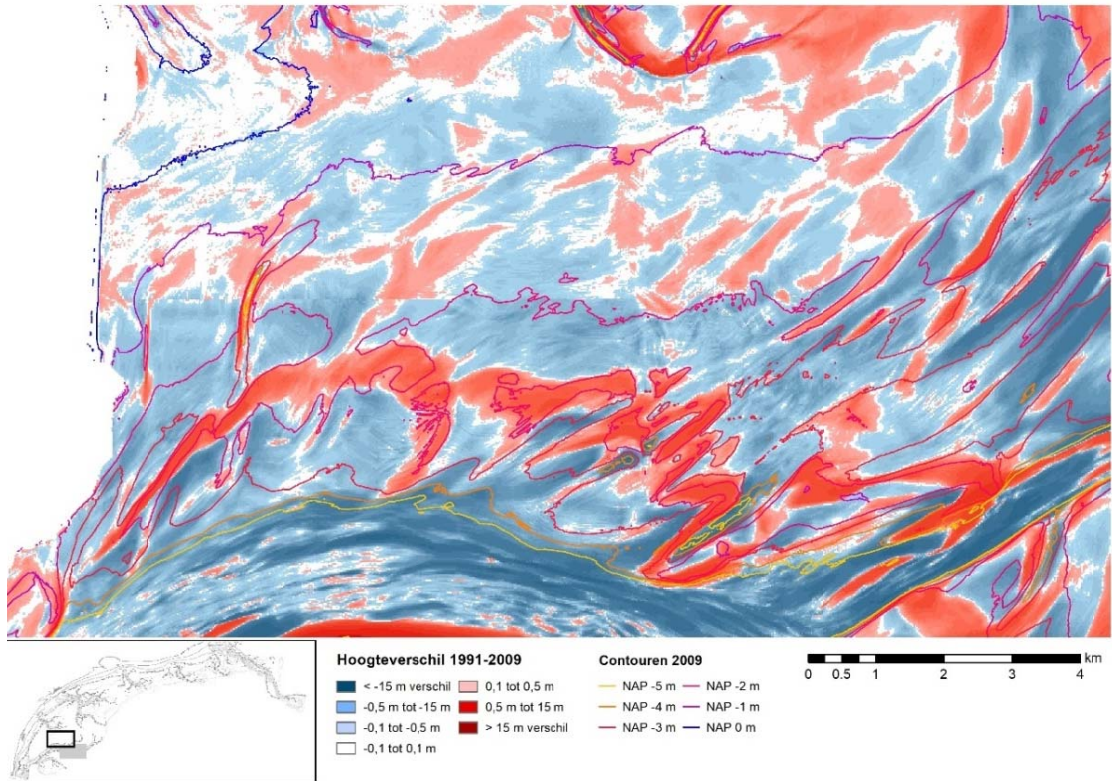 Hoogteverschil 1991-2009
< -15 m verschil
-0,5 m tot -15 m
-0,1 tot -0,5 m
-0,1 tot 0,1 m
0,1 tot 0,5 m
0,5 m tot 15 m
> 15 m verschil
Contouren 2009
NAP -5 m
NAP -4 m
NAP -3 m
NAP -2 m
NAP -1 m
NAP 0 m
km
0 0.5 1 2 3 4